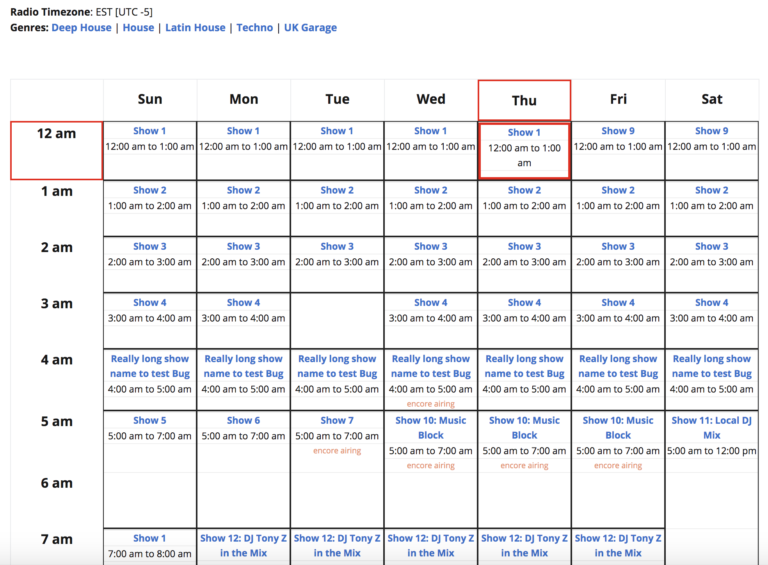 Radio Timezone: EST [UTC -5]
Genres: Deep House | House | Latin House | Techno | UK Garage
Sun Mon Tue Wed Thu Fri Sat
12 am
Show 1 Show 1 Show 1 Show 1 Show 1 Show 9 Show 9
12:00 am to 1:00 am 12:00 am to 1:00 am 12:00 am to 1:00 am 12:00 am to 1:00 am 12:00 am to 1:00 12:00 am to 1:00 am 12:00 am to 1:00 am
am
1 am
Show 2 Show 2 Show 2 Show 2 Show 2 Show 2 Show 2
1:00 am to 2:00 am 1:00 am to 2:00 am 1:00 am to 2:00 am 1:00 am to 2:00 am 1:00 am to 2:00 am 1:00 am to 2:00 am 1:00 am to 2:00 am
2 am
Show 3 Show 3 Show 3 Show 3 Show 3 Show 3 Show 3
2:00 am to 3:00 am 2:00 am to 3:00 am 2:00 am to 3:00 am 2:00 am to 3:00 am 2:00 am to 3:00 am 2:00 am to 3:00 am 2:00 am to 3:00 am
3 am
Show 4 Show 4 Show 4 Show 4 Show 4 Show 4
3:00 am to 4:00 am 3:00 am to 4:00 am 3:00 am to 4:00 am 3:00 am to 4:00 am 3:00 am to 4:00 am 3:00 am to 4:00 am
4 am
Really long show Really long show Really long show Really long show Really long show Really long show Really long show
name to test Bug name to test Bug name to test Bug name to test Bug name to test Bug name to test Bug name to test Bug
4:00 am to 5:00 am 4:00 am to 5:00 am 4:00 am to 5:00 am 4:00 am to 5:00 am 4:00 am to 5:00 am 4:00 am to 5:00 am 4:00 am to 5:00 am
encore airing
5 am
Show 5 Show 6 Show 7 Show 10: Music Show 10: Music Show 10: Music Show 11: Local DJ
5:00 am to 7:00 am 5:00 am to 7:00 am 5:00 am to 7:00 am Block Block Block Mix
encore airing 5:00 am to 7:00 am 5:00 am to 7:00 am 5:00 am to 7:00 am 5:00 am to 12:00 pm
encore airing encore airing encore airing
6 am
7 am
Show 1 Show 12: DJ Tony Z Show 12: DJ Tony Z Show 12: DJ Tony Z Show 12: DJ Tony Z Show 12: DJ Tony Z
7:00 am to 8:00 am in the Mix in the Mix in the Mix in the Mix in the Mix